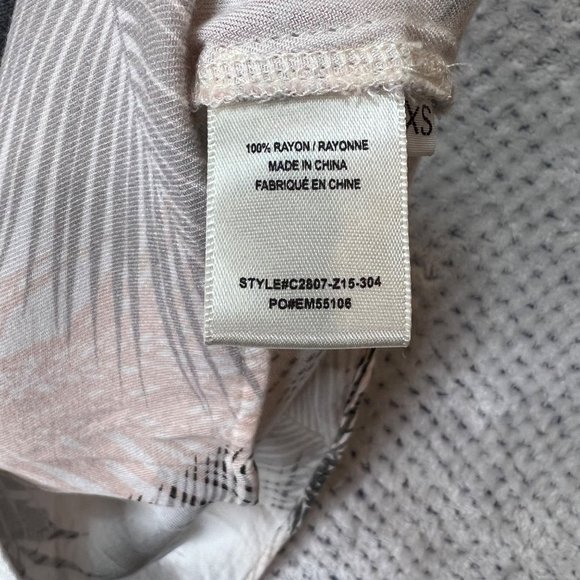 XS
100% RAYON / RAYONNE
MADE IN CHINA
FABRIQUÉ EN CHINE
STYLE#C2807-Z15-304
PO#EM55106